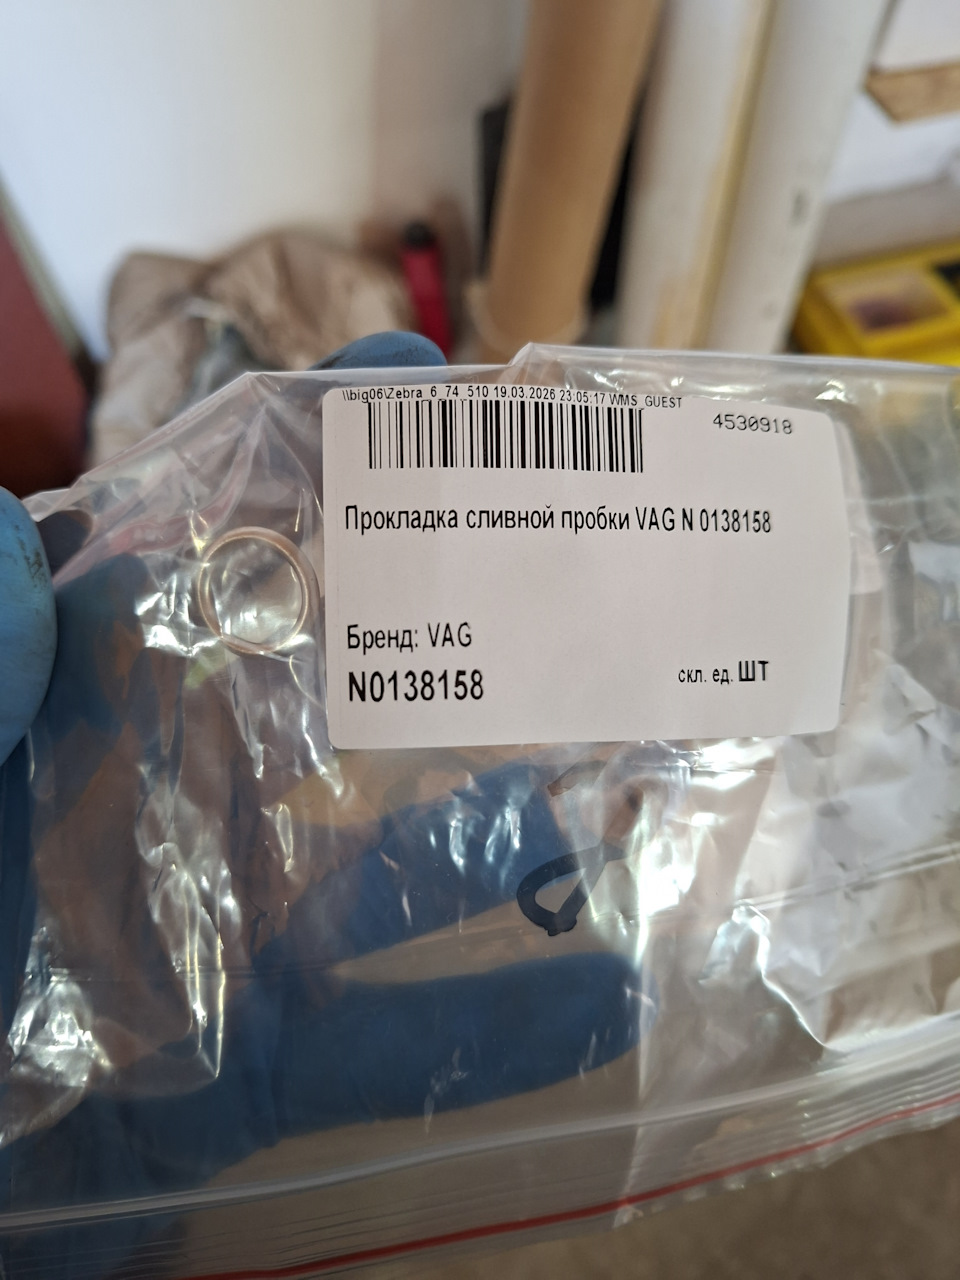 \\big06\Zebra_6_74_510 19.03.2026 23:05:17 WMS_GUEST
4530918
Прокладка сливной пробки VAG N 0138158
Бренд: VAG
N0138158
скл. ед. ШТ